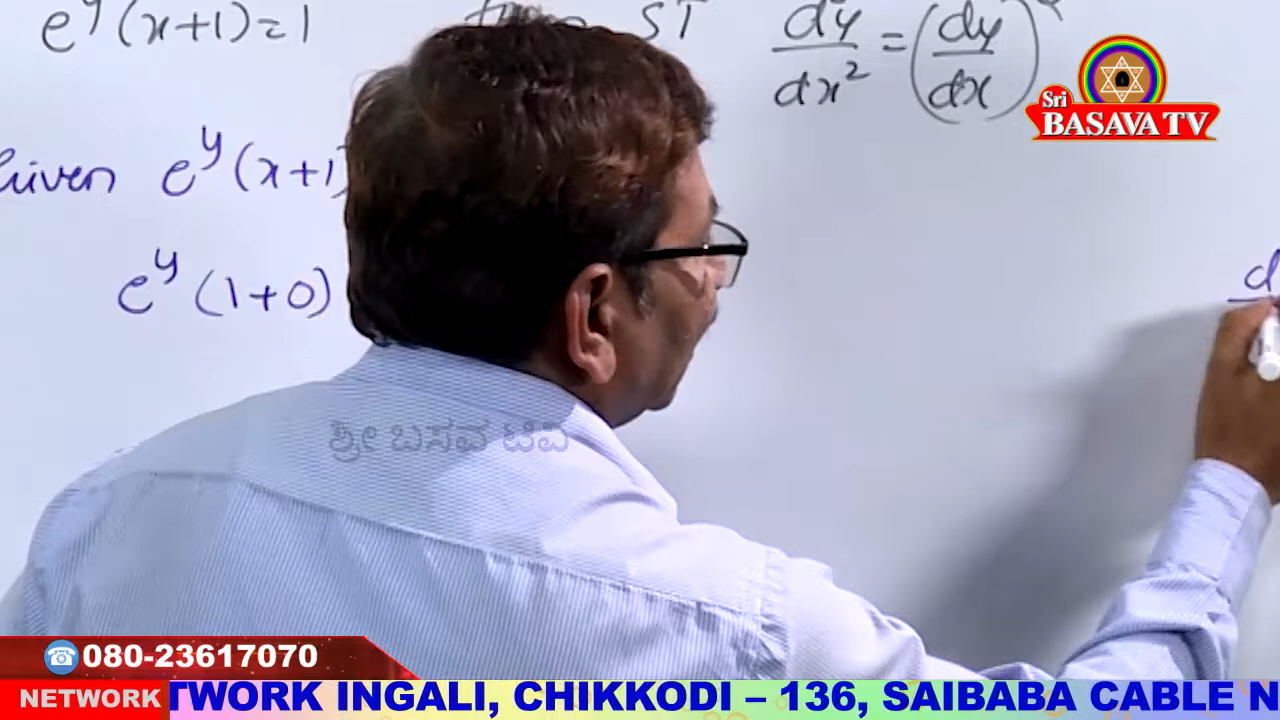 e^y (x+1) = 1 then ST d²y/dx² = (dy/dx)²
Given e^y (x+1)
e^y (1+0)
d
Sri
BASAVA TV
ಶ್ರೀ ಬಸವ ಟಿವಿ
080-23617070
NETWORK TWORK INGALI, CHIKKODI – 136, SAIBABA CABLE N